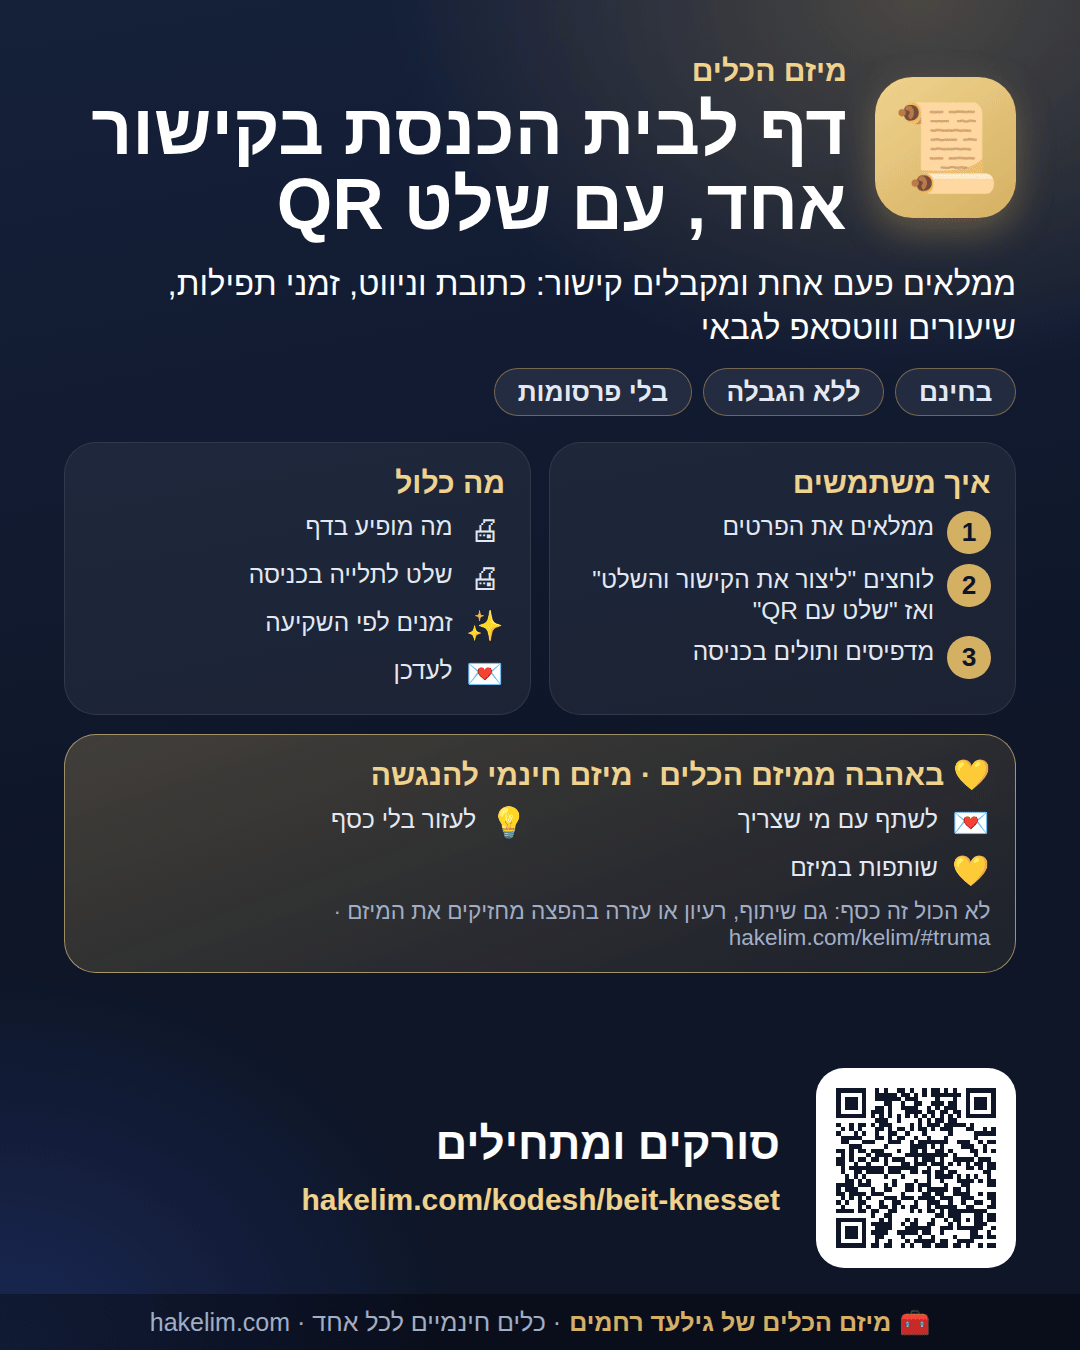 מיזם הכלים
דף לבית הכנסת בקישור
אחד, עם שלט QR
ממלאים פעם אחת ומקבלים קישור: כתובת וניווט, זמני תפילות,
שיעורים וווטסאפ לגבאי
בחינם
ללא הגבלה
בלי פרסומות
איך משתמשים
1 ממלאים את הפרטים
2 לוחצים "ליצור את הקישור והשלט"
ואז "שלט עם QR"
3 מדפיסים ותולים בכניסה
מה כלול
מה מופיע בדף
שלט לתלייה בכניסה
זמנים לפי השקיעה
לעדכן
באהבה ממיזם הכלים · מיזם חינמי להנגשה
לשתף עם מי שצריך
לעזור בלי כסף
שותפות במיזם
לא הכול זה כסף: גם שיתוף, רעיון או עזרה בהפצה מחזיקים את המיזם ·
hakelim.com/kelim/#truma
סורקים ומתחילים
hakelim.com/kodesh/beit-knesset
מיזם הכלים של גילעד רחמים · כלים חינמיים לכל אחד · hakelim.com